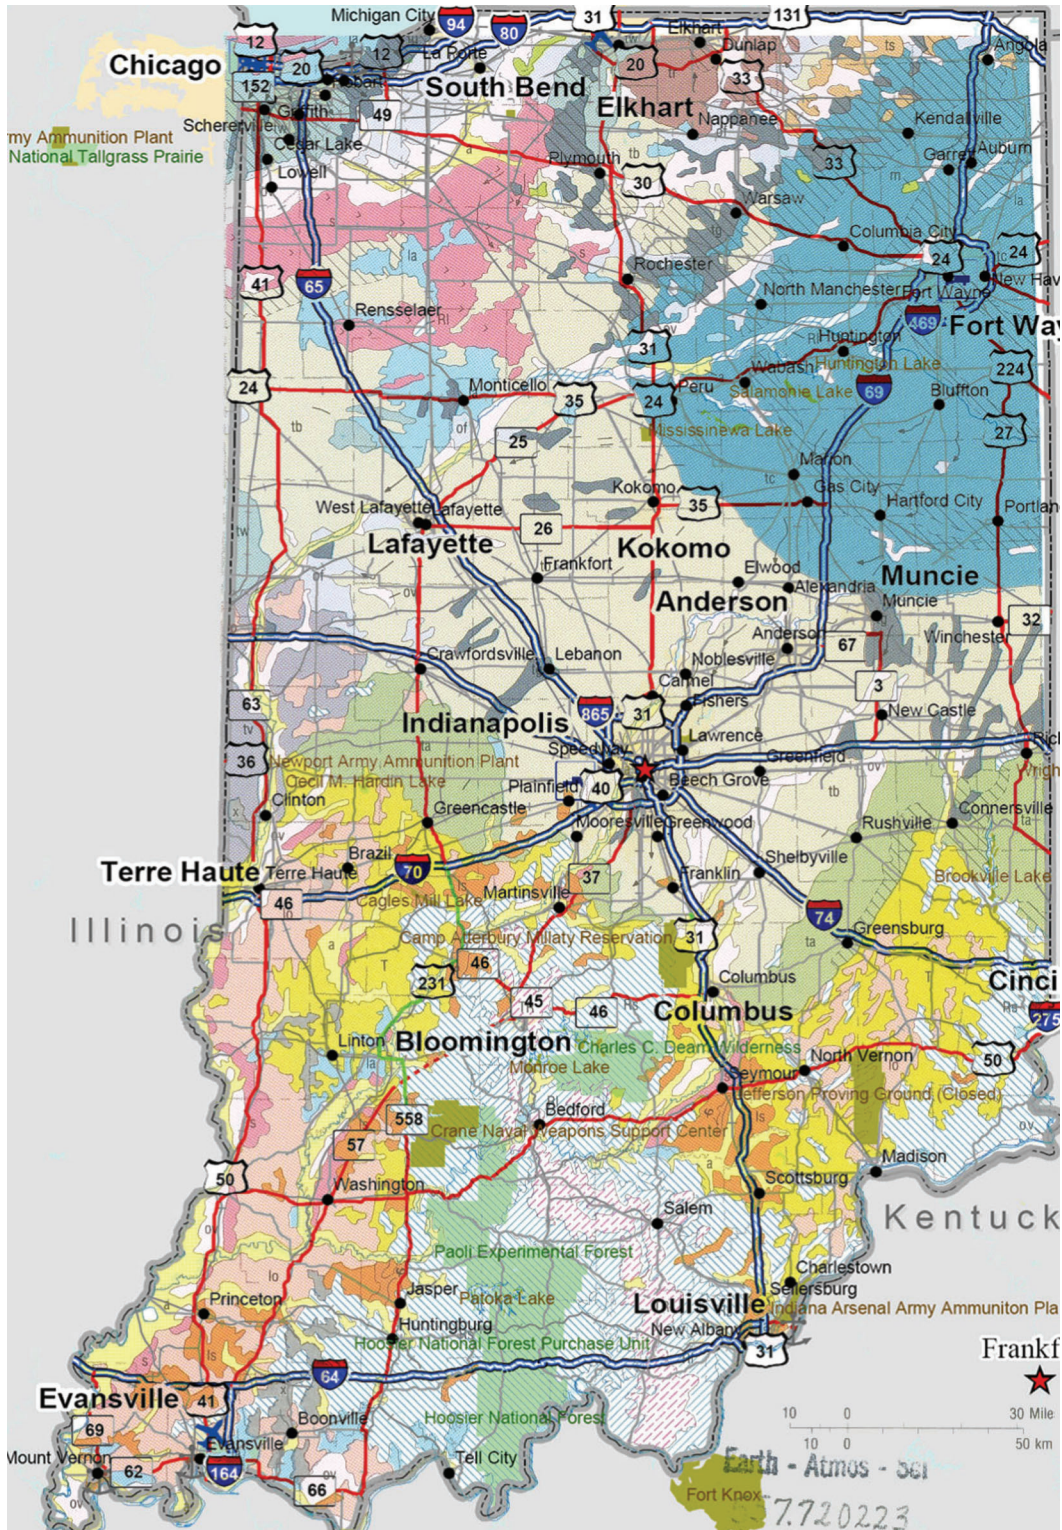 Michigan City
94
31
131
12
80
Elkhart
Dunlap
Angola
12
La Porte
20
Chicago
20
33
152
Hobart
South Bend
Elkhart
49
Griffith
Schererville
Nappanee
Kendallville
rmy Ammunition Plant
Cedar Lake
Auburn
National Tallgrass Prairie
Plymouth
33
Lowell
30
Warsaw
Columbia City
24
24
Rochester
New Hav
41
65
North Manchester
Fort Wayne
Rensselaer
469
Fort Way
31
Huntington
Huntington Lake
24
Wabash
224
Monticello
35
24
Peru
Salamonie Lake
69
Bluffton
25
Mississinewa Lake
27
Marion
Kokomo
Gas City
Hartford City
West Lafayette
Lafayette
26
35
Portland
Lafayette
Kokomo
Frankfort
Elwood
Muncie
Alexandria
Anderson
Muncie
Anderson
67
Winchester
32
Crawfordsville
Lebanon
Noblesville
3
Carmel
63
Indianapolis
865
31
Fishers
New Castle
Lawrence
Speedway
Rich
36
Newport Army Ammunition Plant
Greenfield
Wrigh
Cecil M. Hardin Lake
Plainfield
40
Beech Grove
Clinton
Greencastle
Connersville
Mooresville
Greenwood
Rushville
Brazil
Shelbyville
Terre Haute
Terre Haute
70
37
Franklin
Brookville Lake
46
Cagles Mill Lake
Martinsville
74
Illinois
Camp Atterbury Millaty Reservation
31
Greensburg
46
231
Columbus
Cinci
45
46
Columbus
275
Linton
Bloomington
Charles C. Deam Wilderness
North Vernon
50
Monroe Lake
Seymour
Jefferson Proving Ground (Closed)
558
Bedford
57
Crane Naval Weapons Support Center
Madison
50
Washington
Scottsburg
Salem
Kentuck
Paoli Experimental Forest
Charlestown
Jasper
Patoka Lake
Sellersburg
Princeton
Louisville
Indiana Arsenal Army Ammuniton Pla
Huntingburg
New Albany
Hoosier National Forest Purchase Unit
31
Frankf
64
Evansville
41
Hoosier National Forest
10 0 30 Mile
69
Boonville
10 0 50 km
Evansville
Mount Vernon
Tell City
62
164
66
Earth - Atmos - Sci
Fort Knox
557.720223